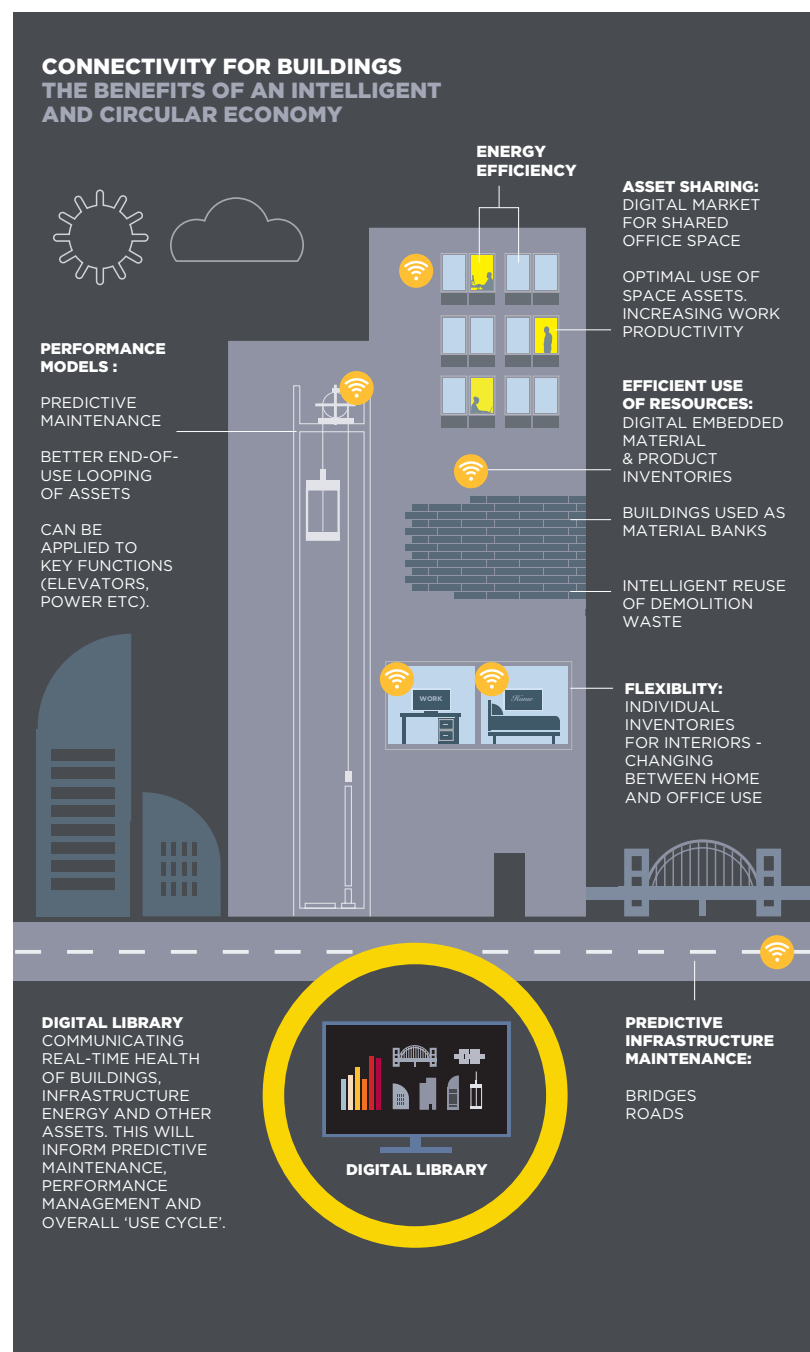 CONNECTIVITY FOR BUILDINGS
THE BENEFITS OF AN INTELLIGENT
AND CIRCULAR ECONOMY
ENERGY
EFFICIENCY
ASSET SHARING:
DIGITAL MARKET
FOR SHARED
OFFICE SPACE
OPTIMAL USE OF
SPACE ASSETS.
INCREASING WORK
PRODUCTIVITY
PERFORMANCE
MODELS :
PREDICTIVE
MAINTENANCE
BETTER END-OF-
USE LOOPING
OF ASSETS
CAN BE
APPLIED TO
KEY FUNCTIONS
(ELEVATORS,
POWER ETC).
EFFICIENT USE
OF RESOURCES:
DIGITAL EMBEDDED
MATERIAL
& PRODUCT
INVENTORIES
BUILDINGS USED AS
MATERIAL BANKS
INTELLIGENT REUSE
OF DEMOLITION
WASTE
WORK
Home
FLEXIBLITY:
INDIVIDUAL
INVENTORIES
FOR INTERIORS -
CHANGING
BETWEEN HOME
AND OFFICE USE
DIGITAL LIBRARY
COMMUNICATING
REAL-TIME HEALTH
OF BUILDINGS,
INFRASTRUCTURE
ENERGY AND OTHER
ASSETS. THIS WILL
INFORM PREDICTIVE
MAINTENANCE,
PERFORMANCE
MANAGEMENT AND
OVERALL ‘USE CYCLE’.
DIGITAL LIBRARY
PREDICTIVE
INFRASTRUCTURE
MAINTENANCE:
BRIDGES
ROADS